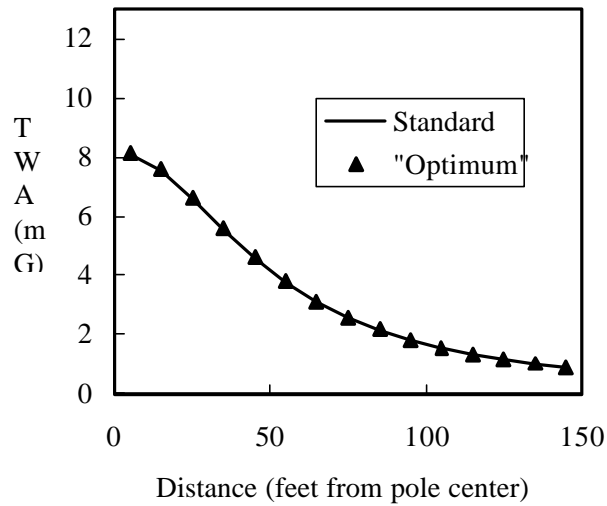 12
10
8
6
4
2
0
T
W
A
(m
G)
Standard
"Optimum"
0 50 100 150
Distance (feet from pole center)